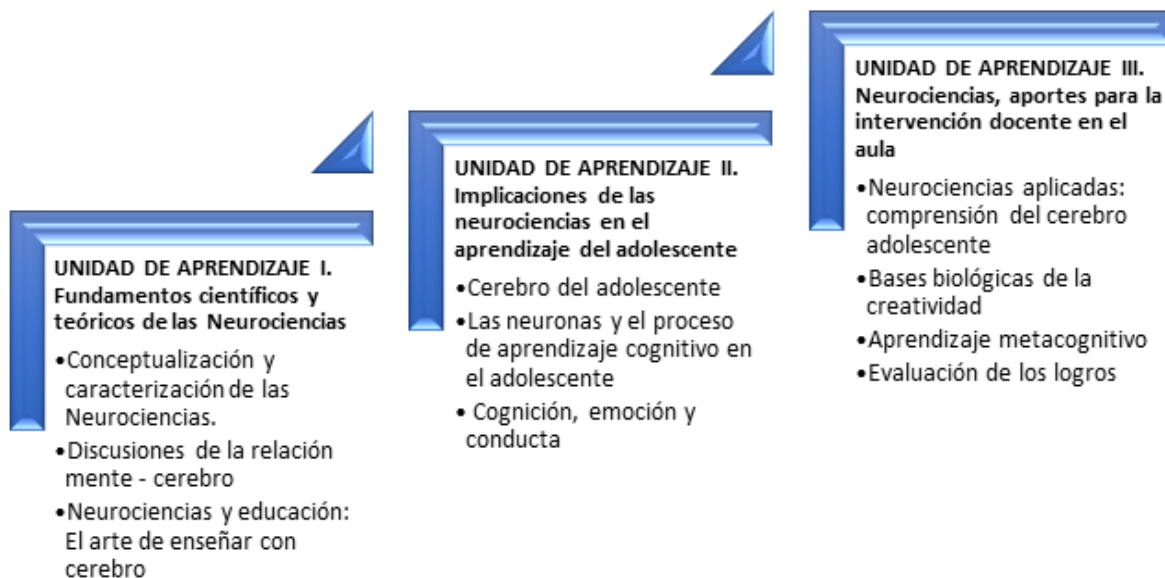 UNIDAD DE APRENDIZAJE I.
Fundamentos científicos y
teóricos de las Neurociencias
•Conceptualización y
caracterización de las
Neurociencias.
•Discusiones de la relación
mente - cerebro
•Neurociencias y educación:
El arte de enseñar con
cerebro
UNIDAD DE APRENDIZAJE II.
Implicaciones de las
neurociencias en el
aprendizaje del adolescente
•Cerebro del adolescente
•Las neuronas y el proceso
de aprendizaje cognitivo en
el adolescente
• Cognición, emoción y
conducta
UNIDAD DE APRENDIZAJE III.
Neurociencias, aportes para la
intervención docente en el
aula
•Neurociencias aplicadas:
comprensión del cerebro
adolescente
•Bases biológicas de la
creatividad
•Aprendizaje metacognitivo
•Evaluación de los logros